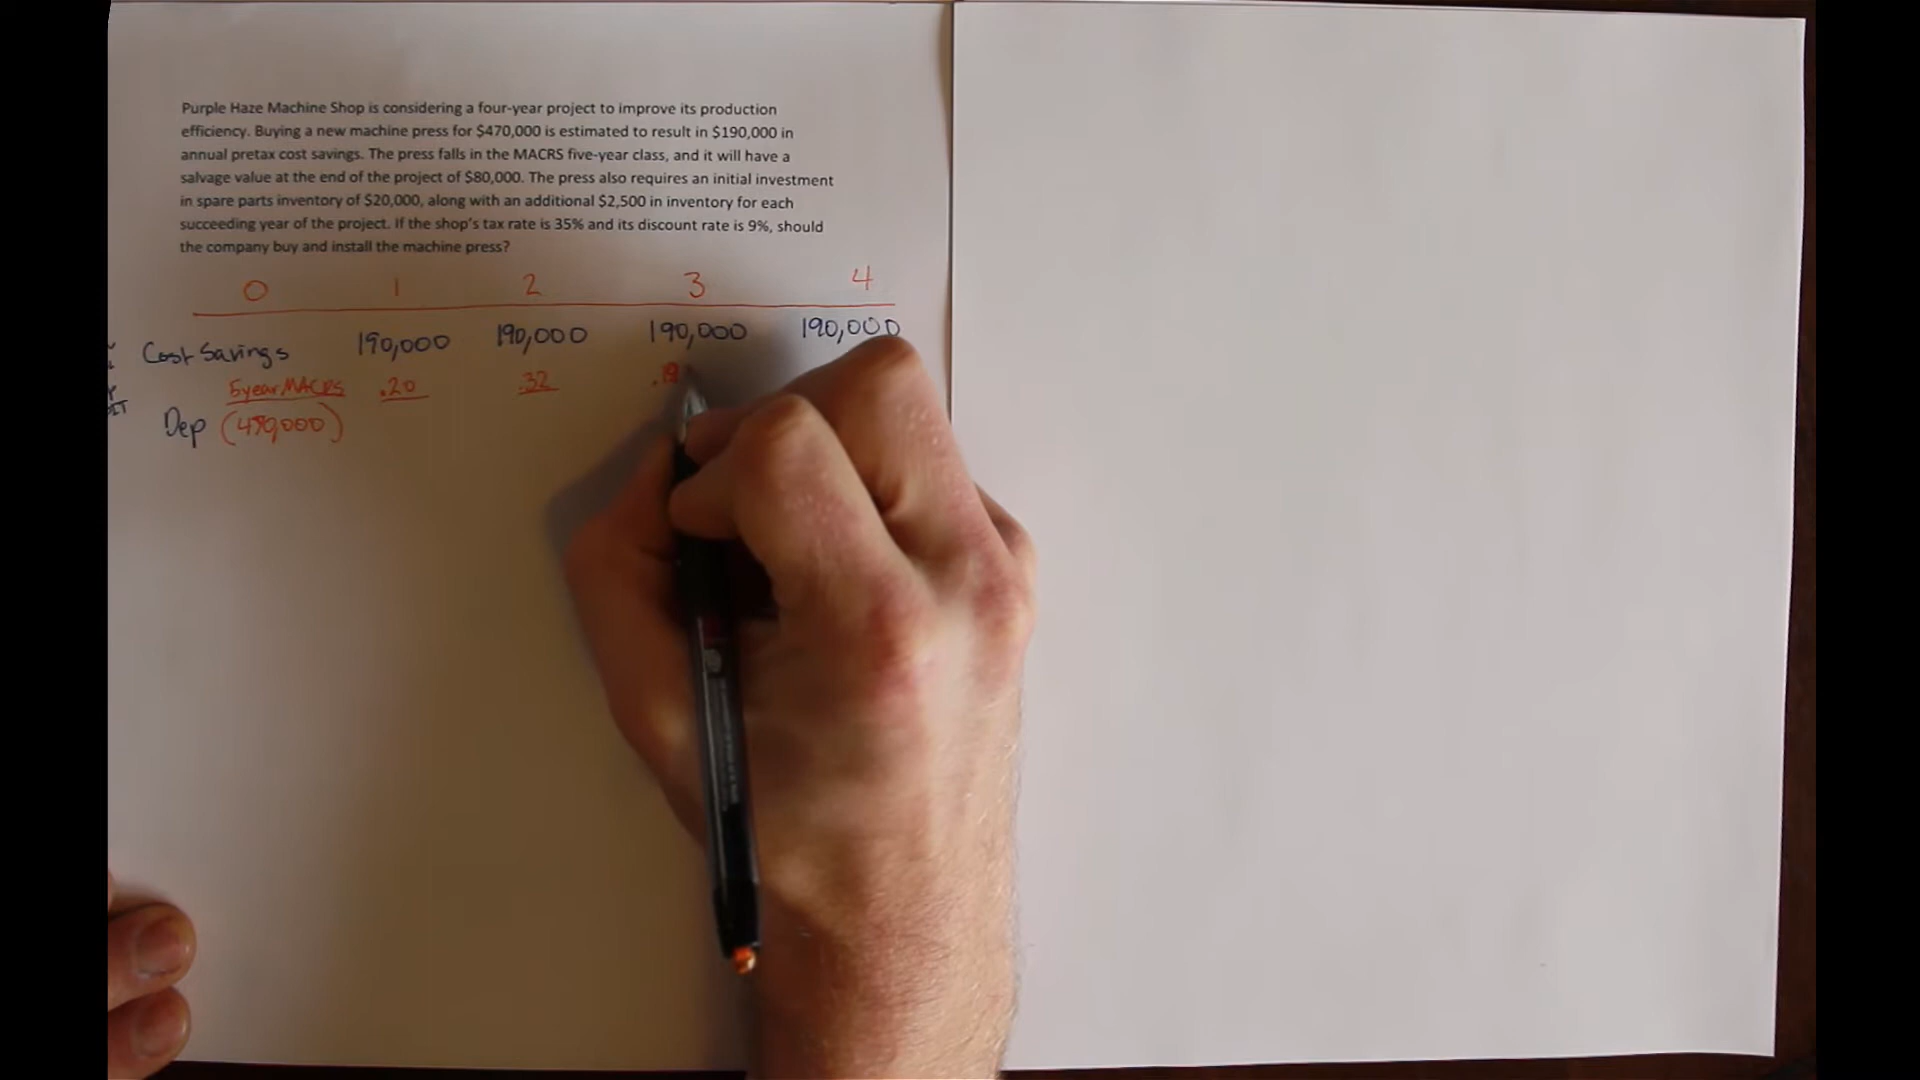 Purple Haze Machine Shop is considering a four-year project to improve its production
efficiency. Buying a new machine press for $470,000 is estimated to result in $190,000 in
annual pretax cost savings. The press falls in the MACRS five-year class, and it will have a
salvage value at the end of the project of $80,000. The press also requires an initial investment
in spare parts inventory of $20,000, along with an additional $2,500 in inventory for each
succeeding year of the project. If the shop's tax rate is 35% and its discount rate is 9%, should
the company buy and install the machine press?
0 1 2 3 4
Cost Savings 190,000 190,000 190,000 190,000
5year MACRS .20 .32 .19
Dep (470,000)